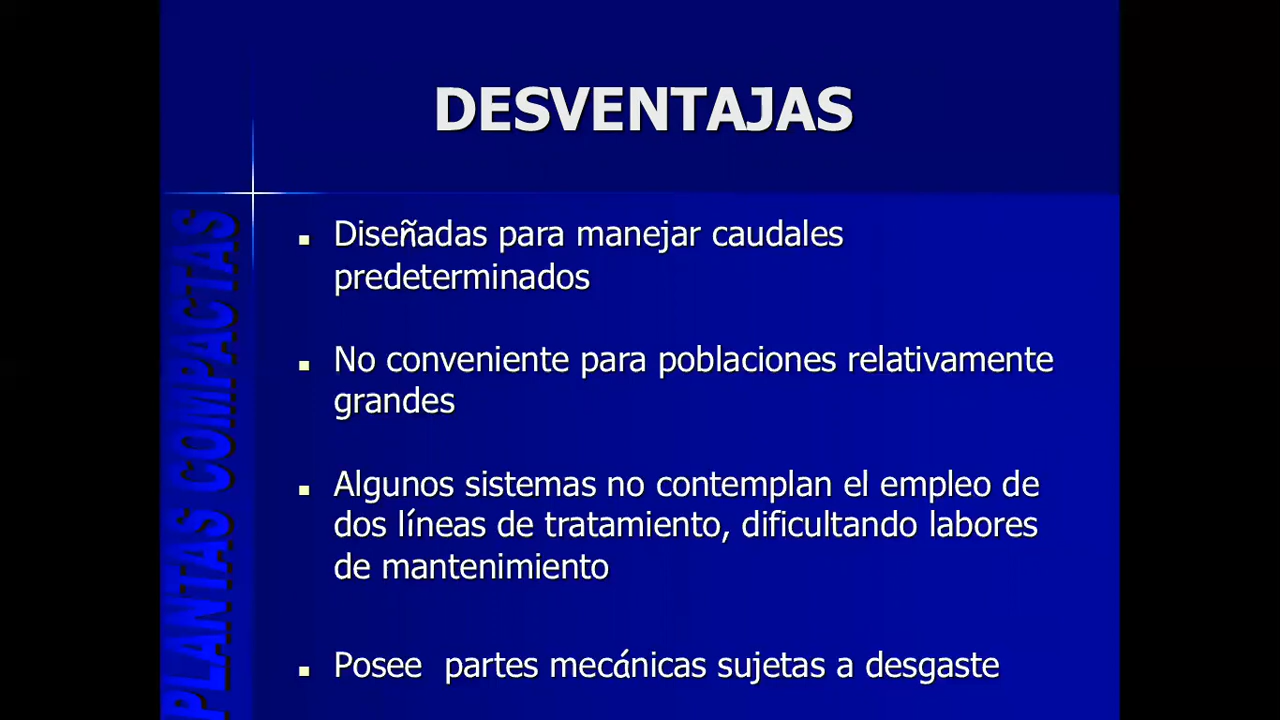 DESVENTAJAS
PLANTAS COMPACTAS
Diseñadas para manejar caudales
predeterminados
No conveniente para poblaciones relativamente
grandes
Algunos sistemas no contemplan el empleo de
dos líneas de tratamiento, dificultando labores
de mantenimiento
Posee partes mecánicas sujetas a desgaste